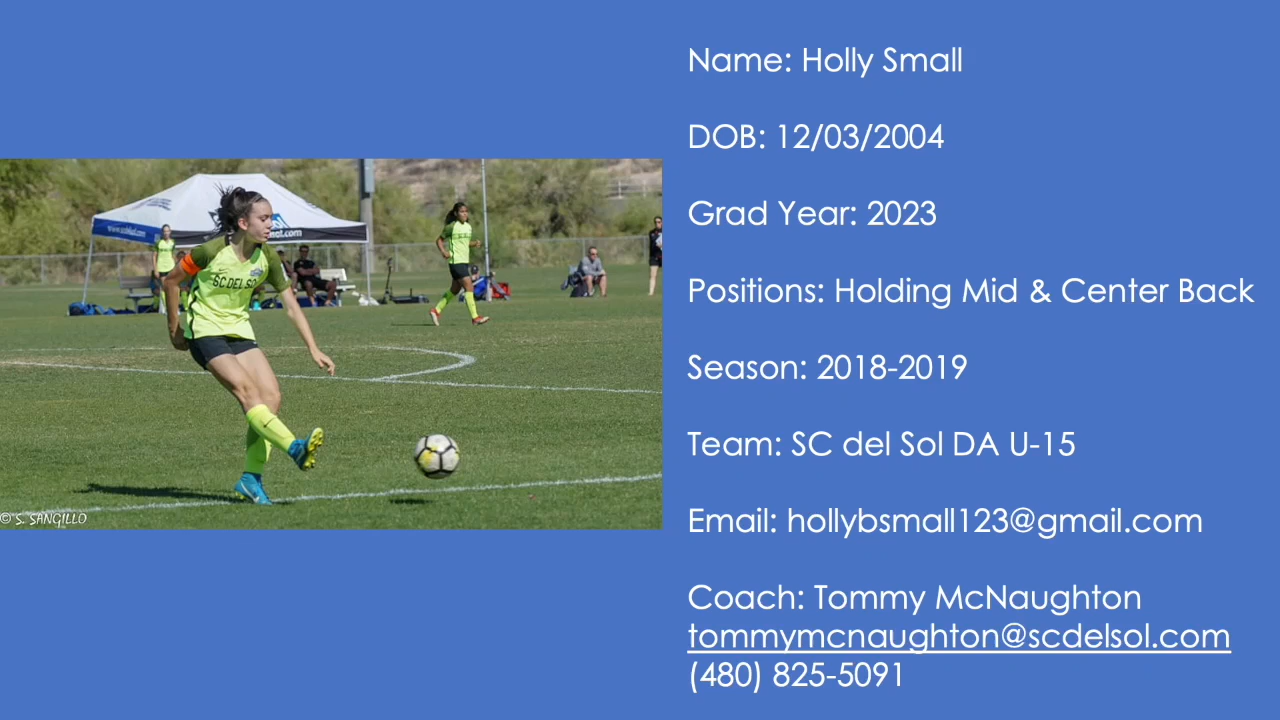 Name: Holly Small
DOB: 12/03/2004
Grad Year: 2023
Positions: Holding Mid & Center Back
Season: 2018-2019
Team: SC del Sol DA U-15
Email: hollybsmall123@gmail.com
Coach: Tommy McNaughton
tommymcnaughton@scdelsol.com
(480) 825-5091
SC DEL SOL
© S. SANGILLO